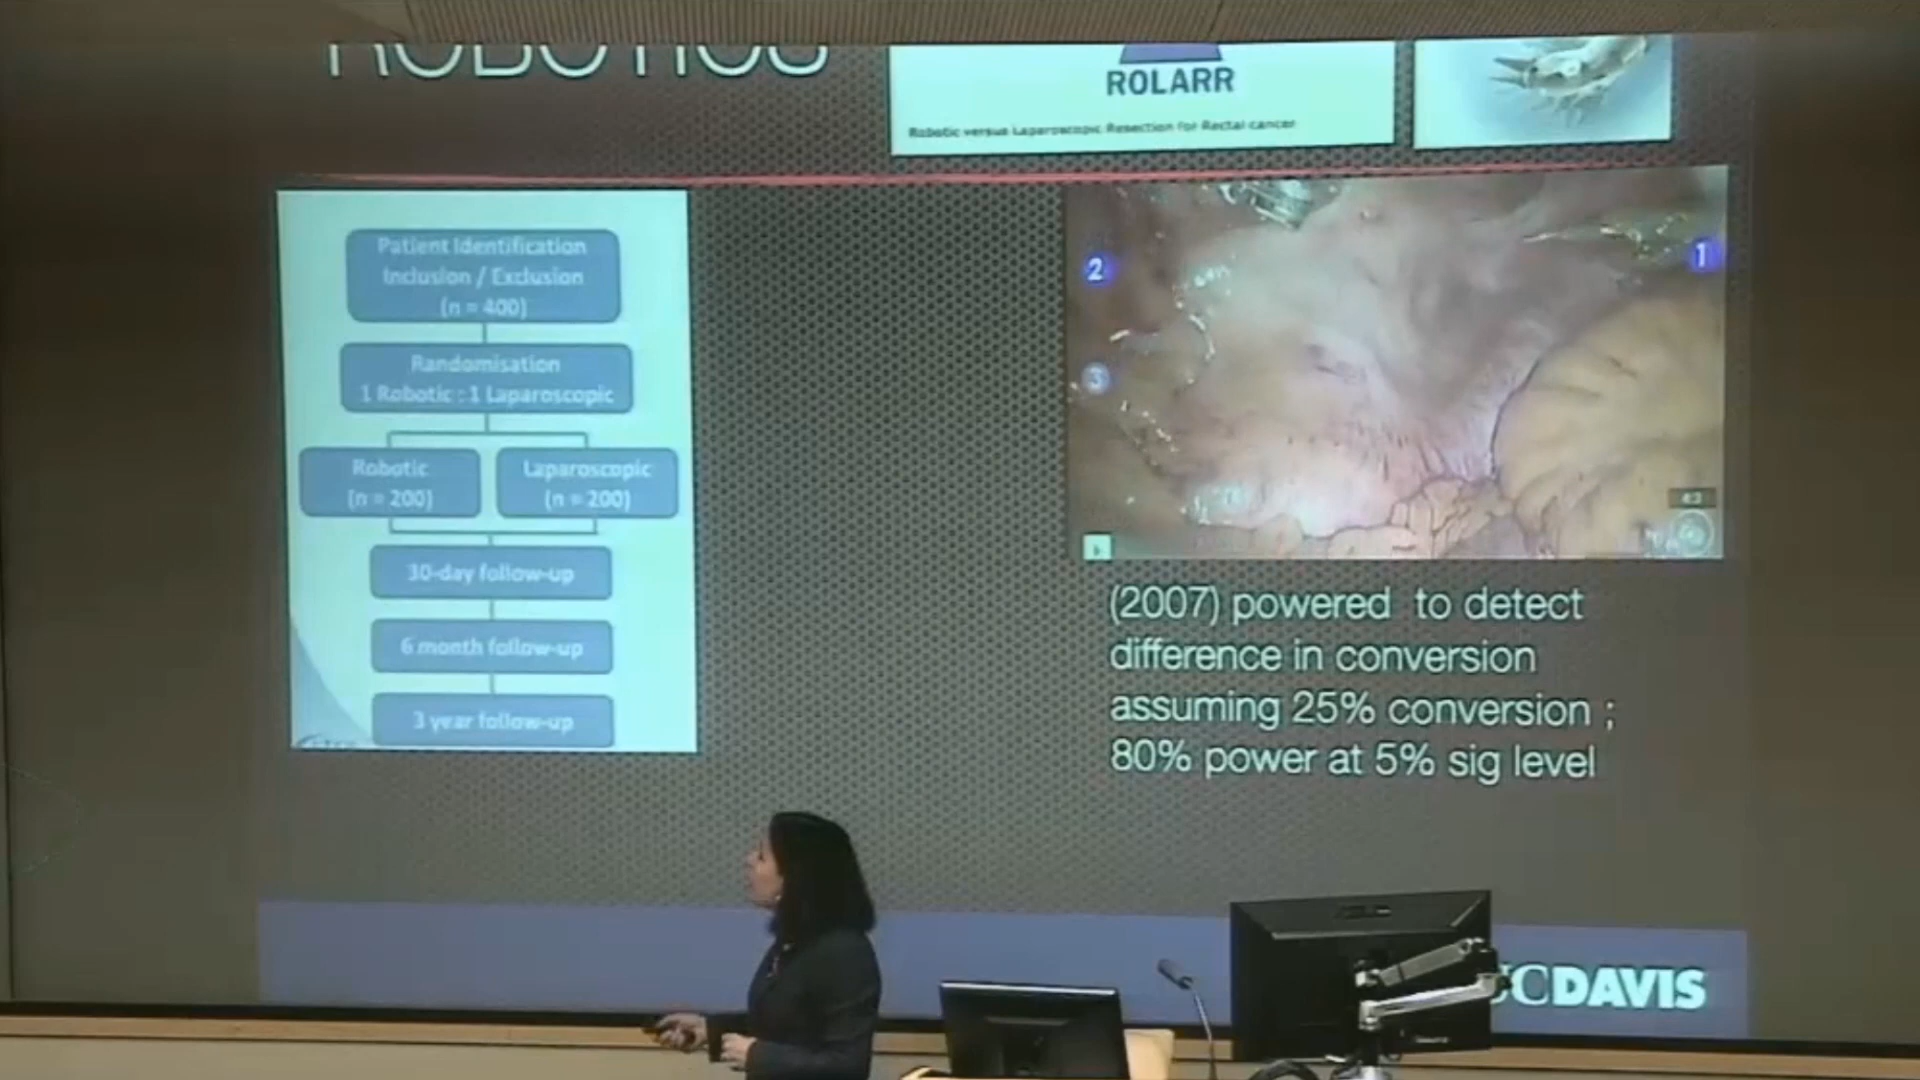 ROBOTICS
ROLARR
Robotic versus Laparoscopic Resection for Rectal cancer
Patient Identification
Inclusion / Exclusion
(n = 400)
Randomisation
1 Robotic : 1 Laparoscopic
Robotic
(n = 200)
Laparoscopic
(n = 200)
30-day follow-up
6 month follow-up
3 year follow-up
2
1
3
(2007) powered to detect
difference in conversion
assuming 25% conversion ;
80% power at 5% sig level
UCDAVIS